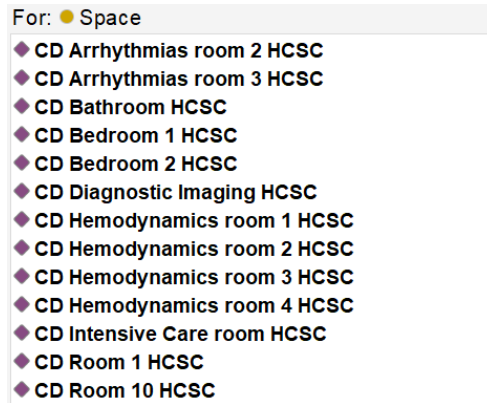 For: Space
CD Arrhythmias room 2 HCSC
CD Arrhythmias room 3 HCSC
CD Bathroom HCSC
CD Bedroom 1 HCSC
CD Bedroom 2 HCSC
CD Diagnostic Imaging HCSC
CD Hemodynamics room 1 HCSC
CD Hemodynamics room 2 HCSC
CD Hemodynamics room 3 HCSC
CD Hemodynamics room 4 HCSC
CD Intensive Care room HCSC
CD Room 1 HCSC
CD Room 10 HCSC